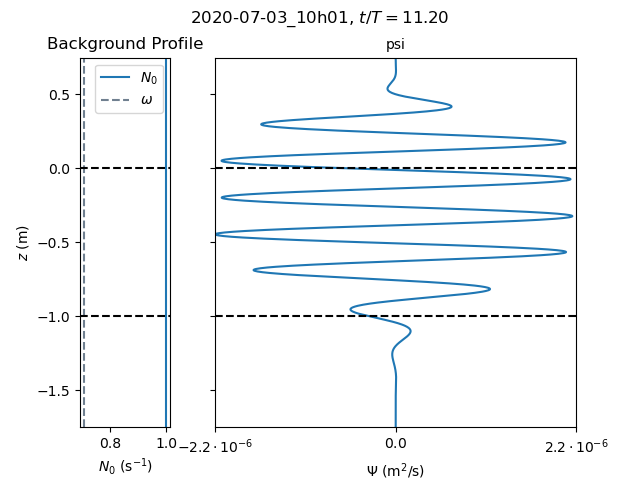 2020-07-03_10h01, t/T = 11.20
Background Profile
psi
N₀
ω
0.5
0.0
−0.5
−1.0
−1.5
z (m)
0.8
1.0
N₀ (s⁻¹)
−2.2 · 10⁻⁶
0.0
2.2 · 10⁻⁶
Ψ (m²/s)